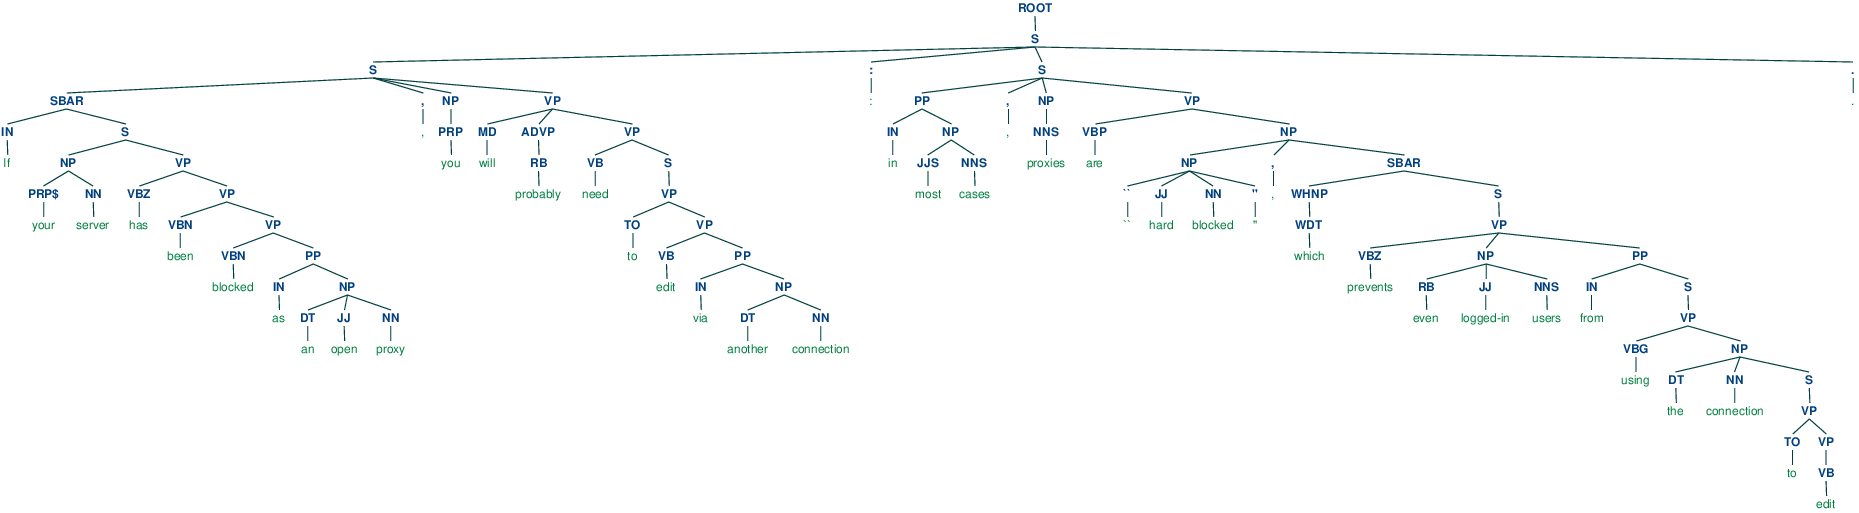 ROOT
S
S : S .
SBAR , NP VP : PP , NP VP .
IN S , PRP MD ADVP VP IN NP , NNS VBP NP
If NP VP you will RB VB S in JJS NNS proxies are NP , SBAR
PRP$ NN VBZ VP probably need VP most cases `` JJ NN '' , WHNP S
your server has VBN VP TO VP `` hard blocked '' WDT VP
been VBN PP to VB PP which VBZ NP PP
blocked IN NP edit IN NP prevents RB JJ NNS IN S
as DT JJ NN via DT NN even logged-in users from VP
an open proxy another connection VBG NP
using DT NN S
the connection VP
TO VP
to VB
edit